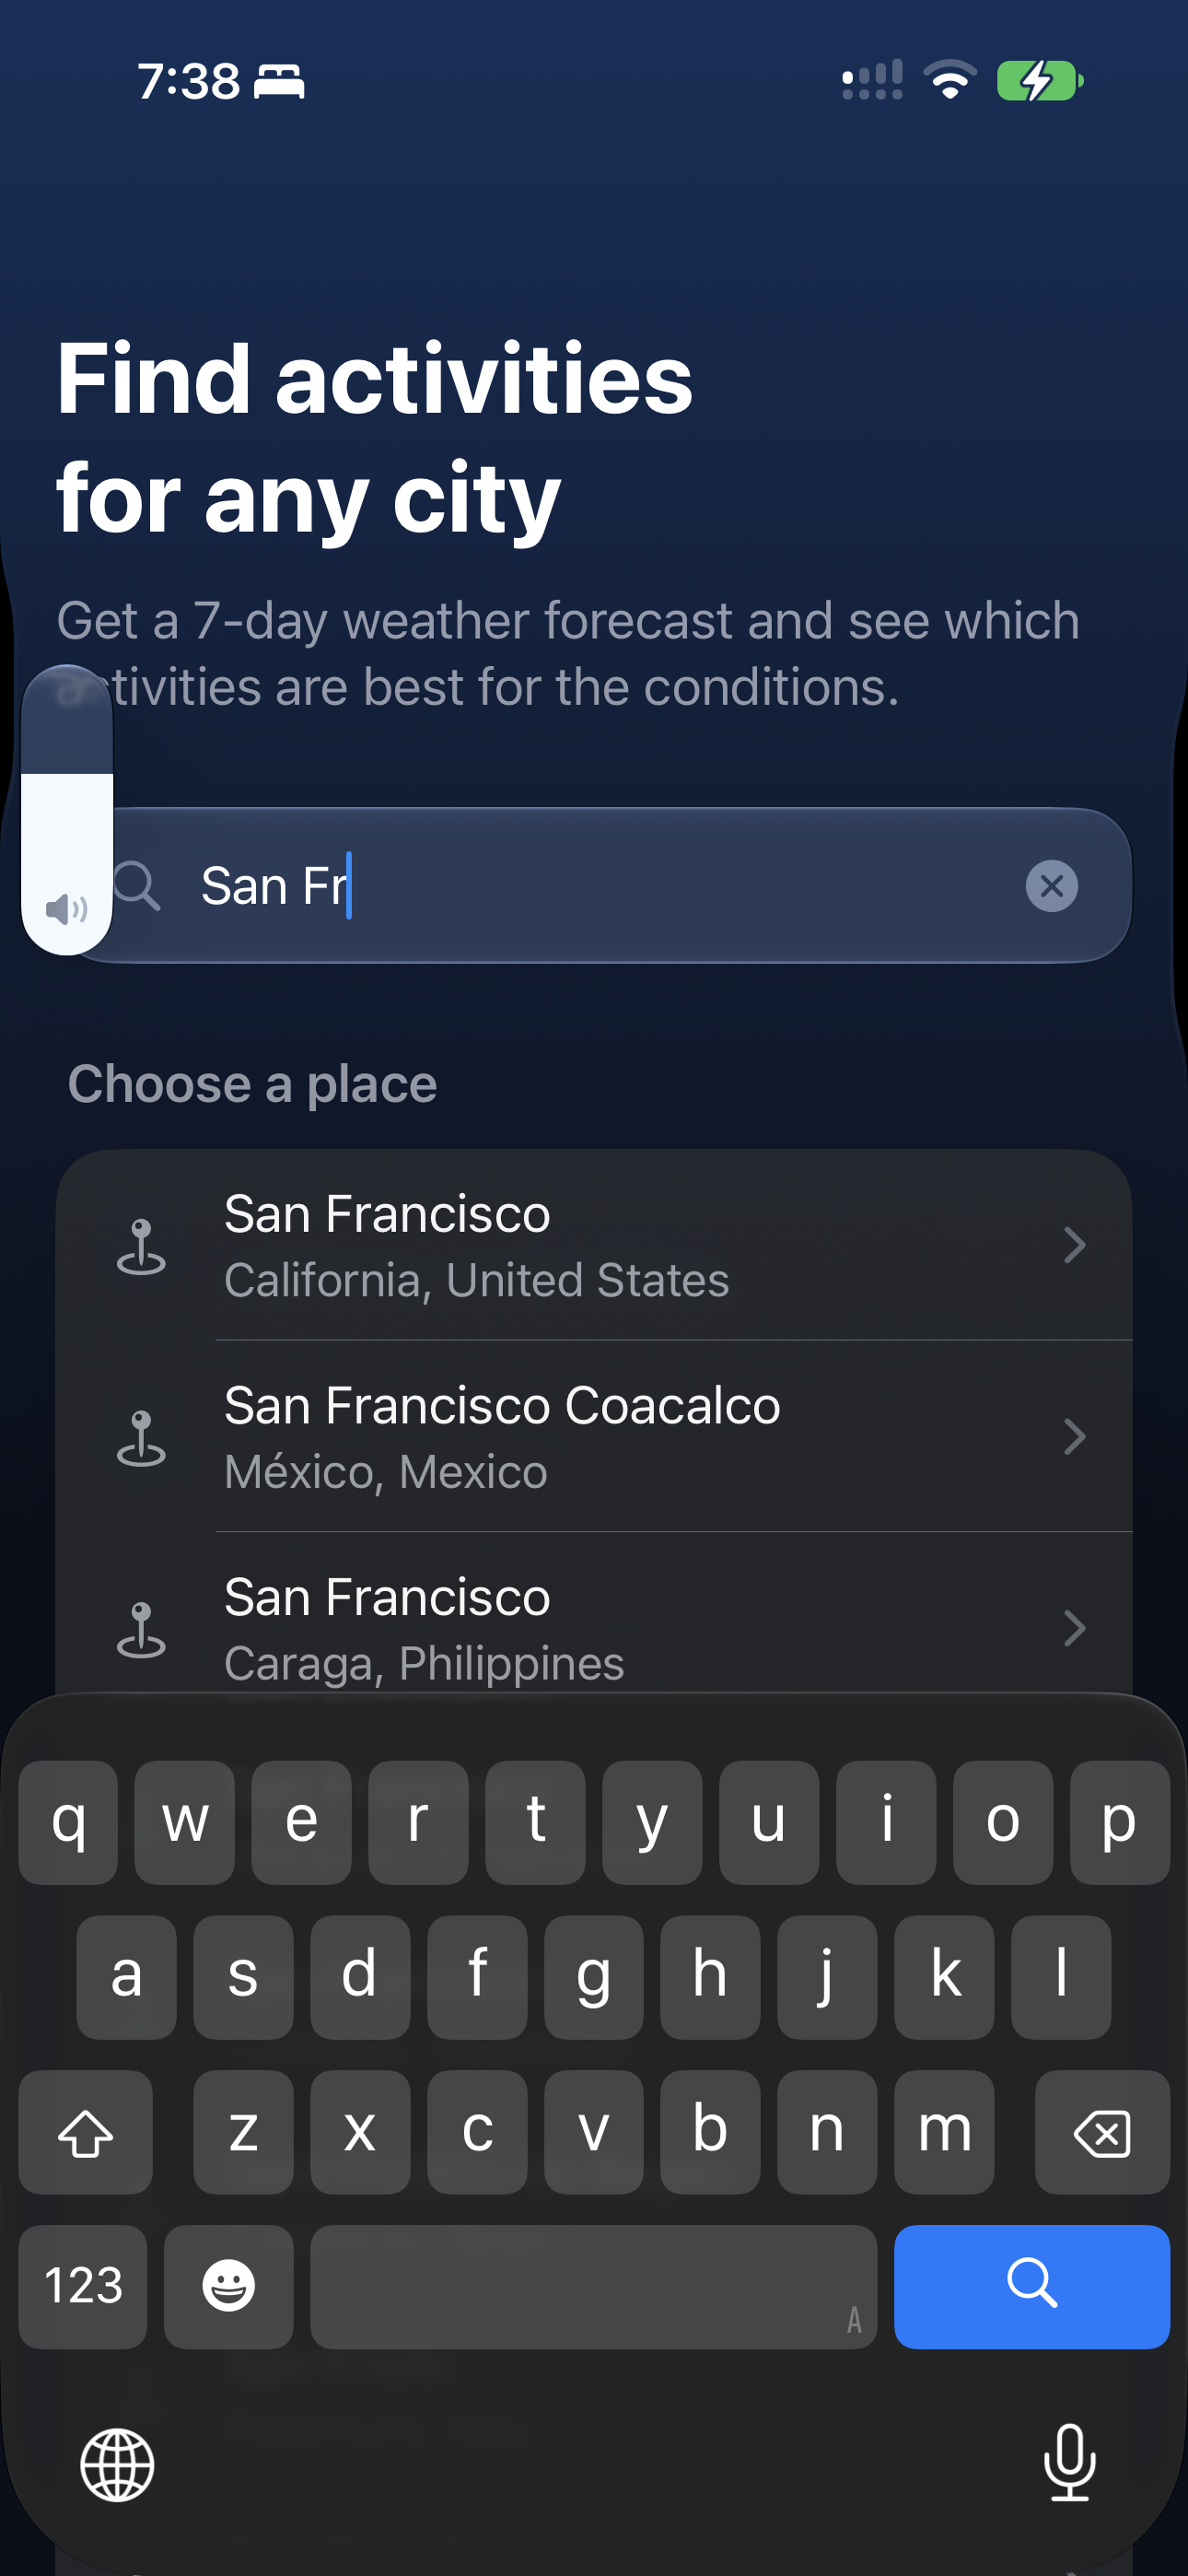 7:38
Find activities
for any city
Get a 7-day weather forecast and see which
activities are best for the conditions.
San Fr
Choose a place
San Francisco
California, United States
San Francisco Coacalco
México, Mexico
San Francisco
Caraga, Philippines
q w e r t y u i o p
a s d f g h j k l
z x c v b n m
123
A